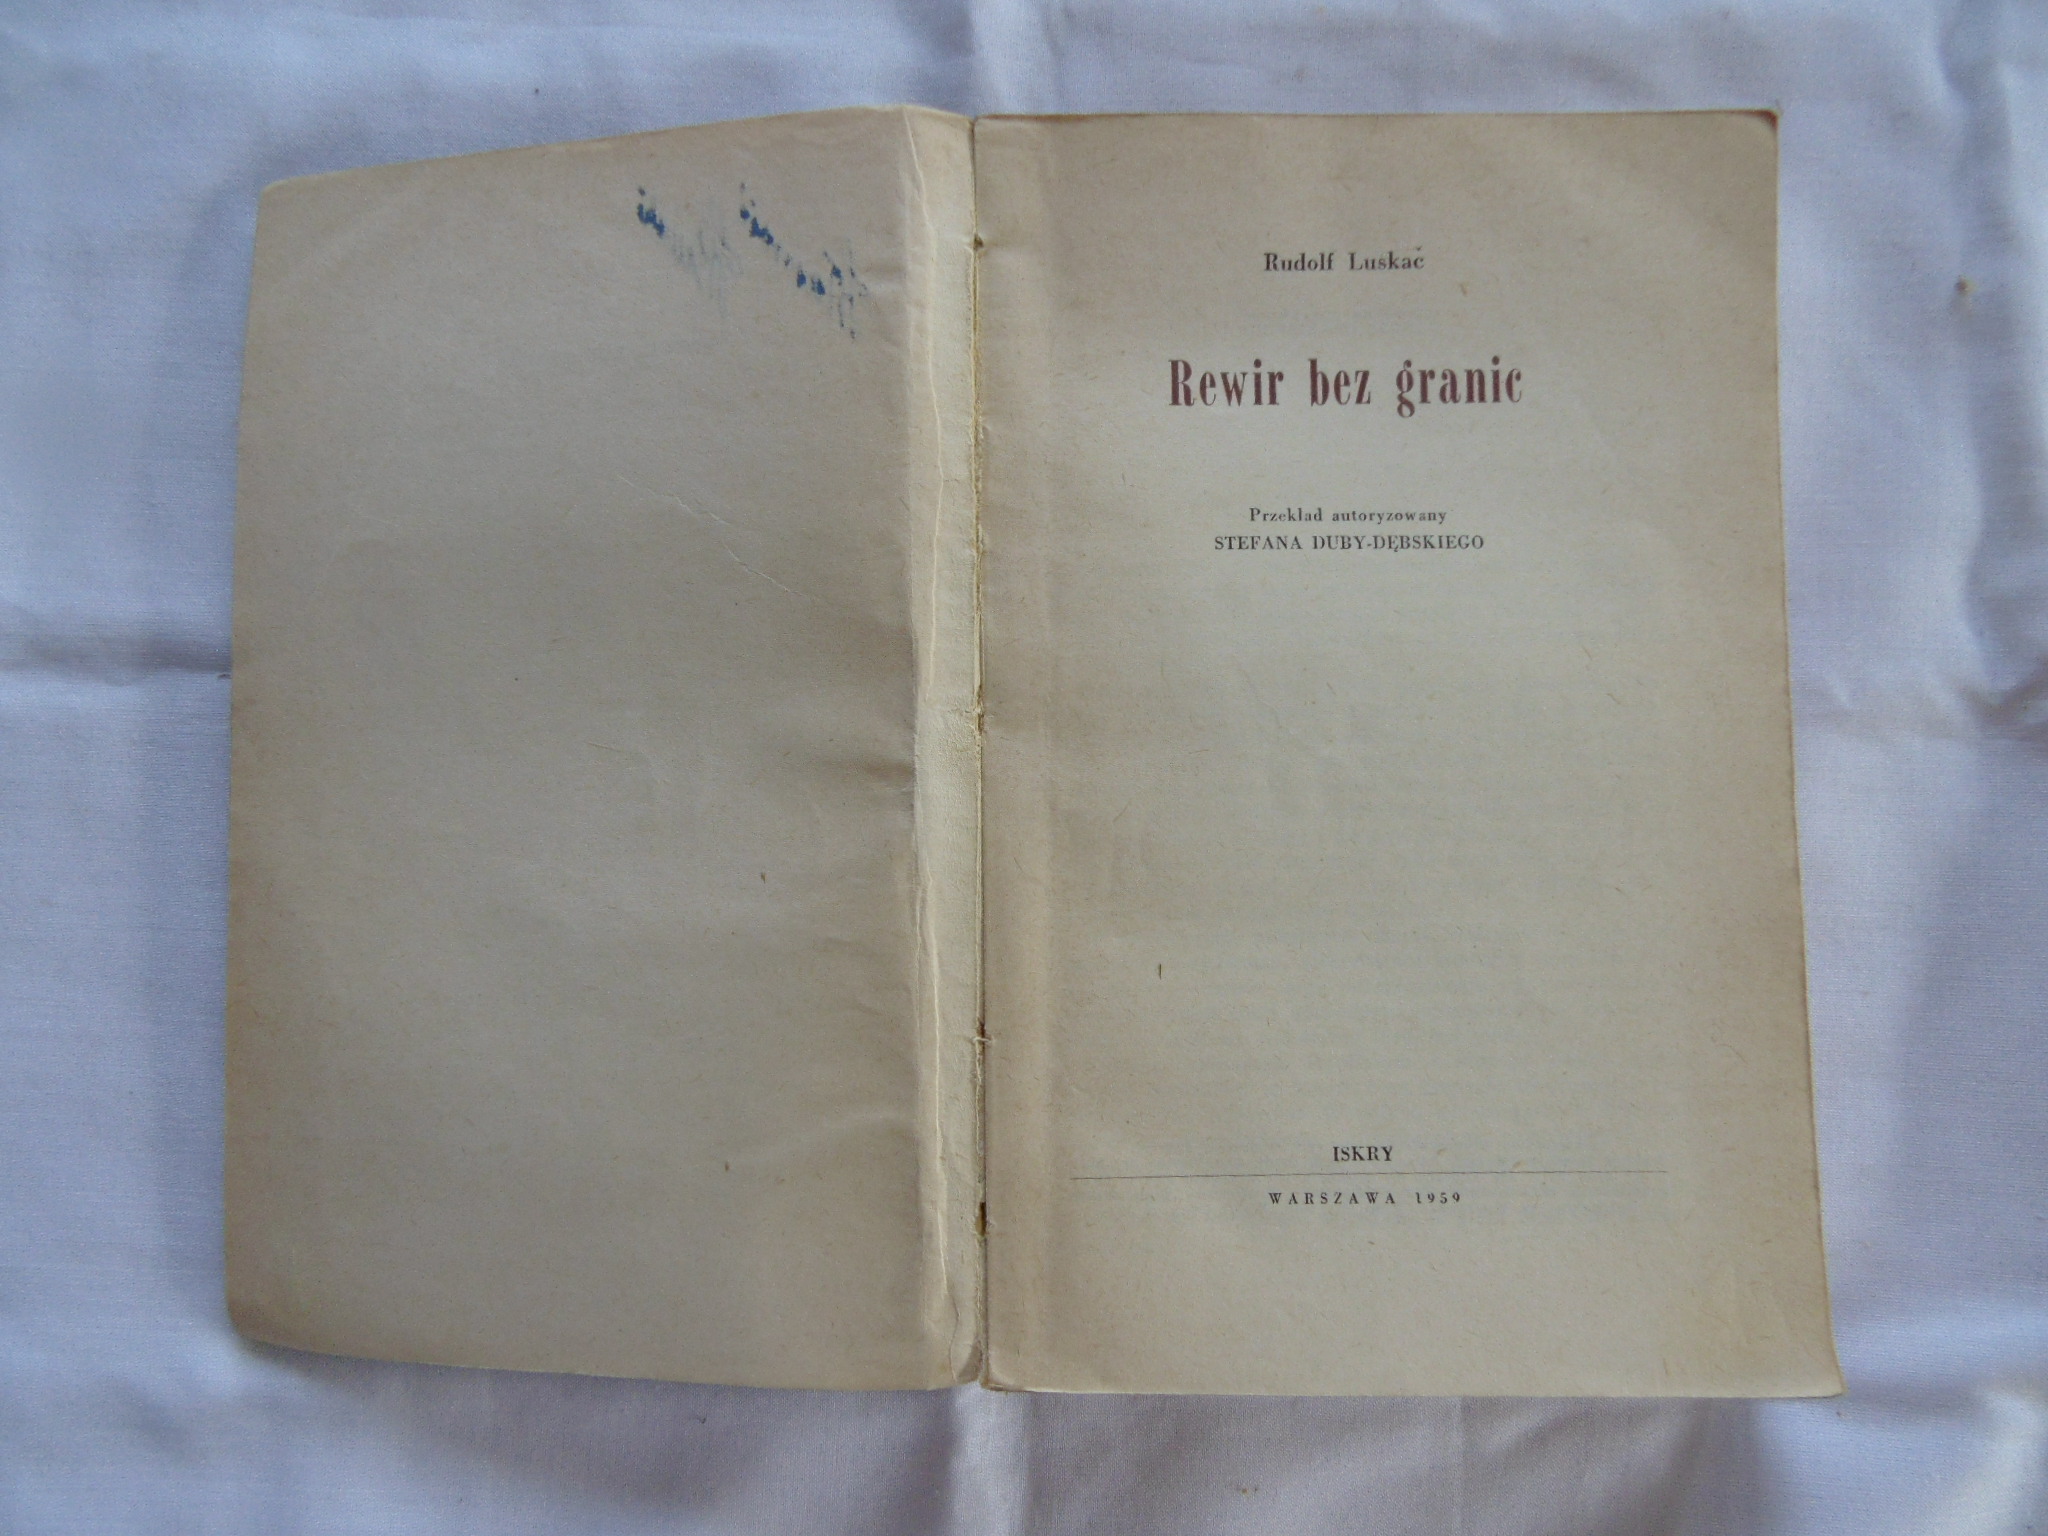 Rudolf Luskač
Rewir bez granic
Przekład autoryzowany
STEFANA DUBY-DĘBSKIEGO
ISKRY
WARSZAWA 1959